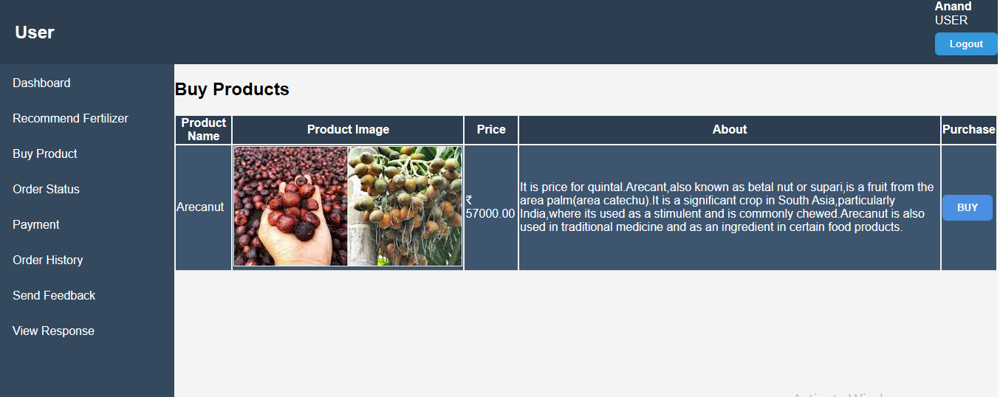 Anand
USER
User
Logout
Dashboard
Recommend Fertilizer
Buy Product
Order Status
Payment
Order History
Send Feedback
View Response
Buy Products
Product Name
Product Image
Price
About
Purchase
Arecanut
₹
57000.00
It is price for quintal.Arecant,also known as betal nut or supari,is a fruit from the
area palm(area catechu).It is a significant crop in South Asia,particularly
India,where its used as a stimulent and is commonly chewed.Arecanut is also
used in traditional medicine and as an ingredient in certain food products.
BUY